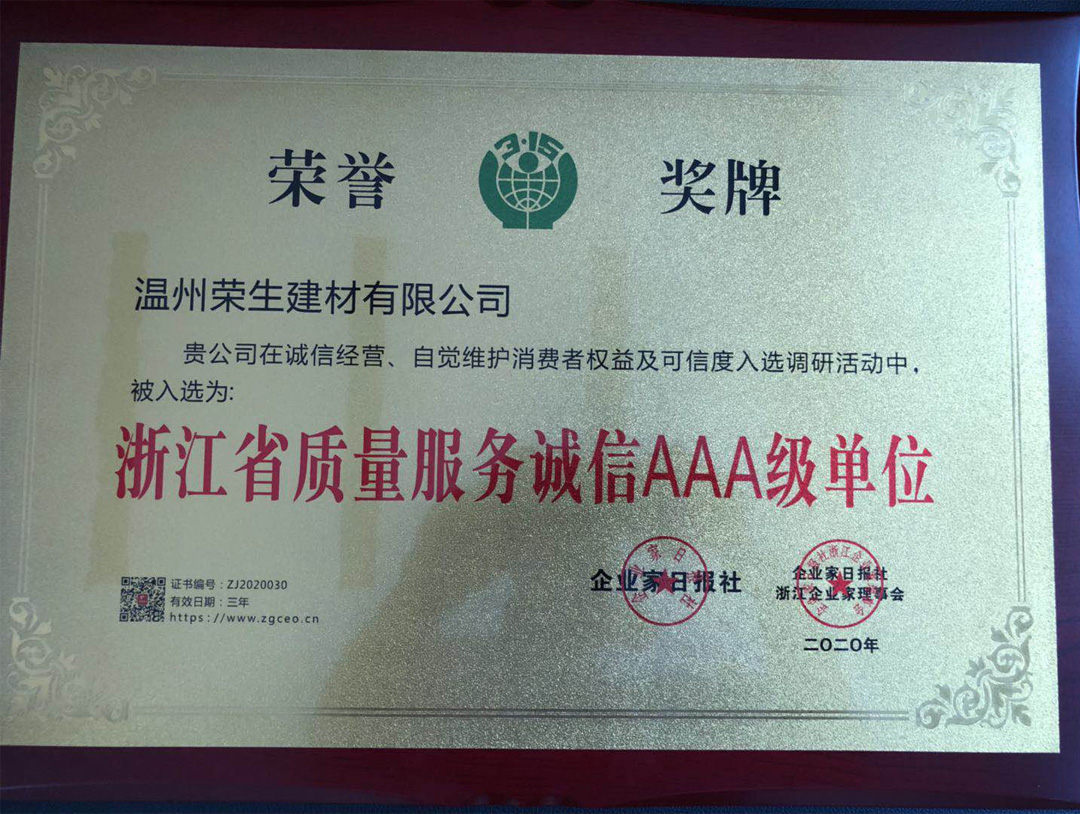 荣誉 3·15 奖牌
温州荣生建材有限公司
贵公司在诚信经营、自觉维护消费者权益及可信度入选调研活动中,
被入选为:
浙江省质量服务诚信AAA级单位
证书编号：ZJ2020030
有效日期：三年
https://www.zgceo.cn
企业家日报社
企业家日报社
浙江企业家理事会
二〇二〇年